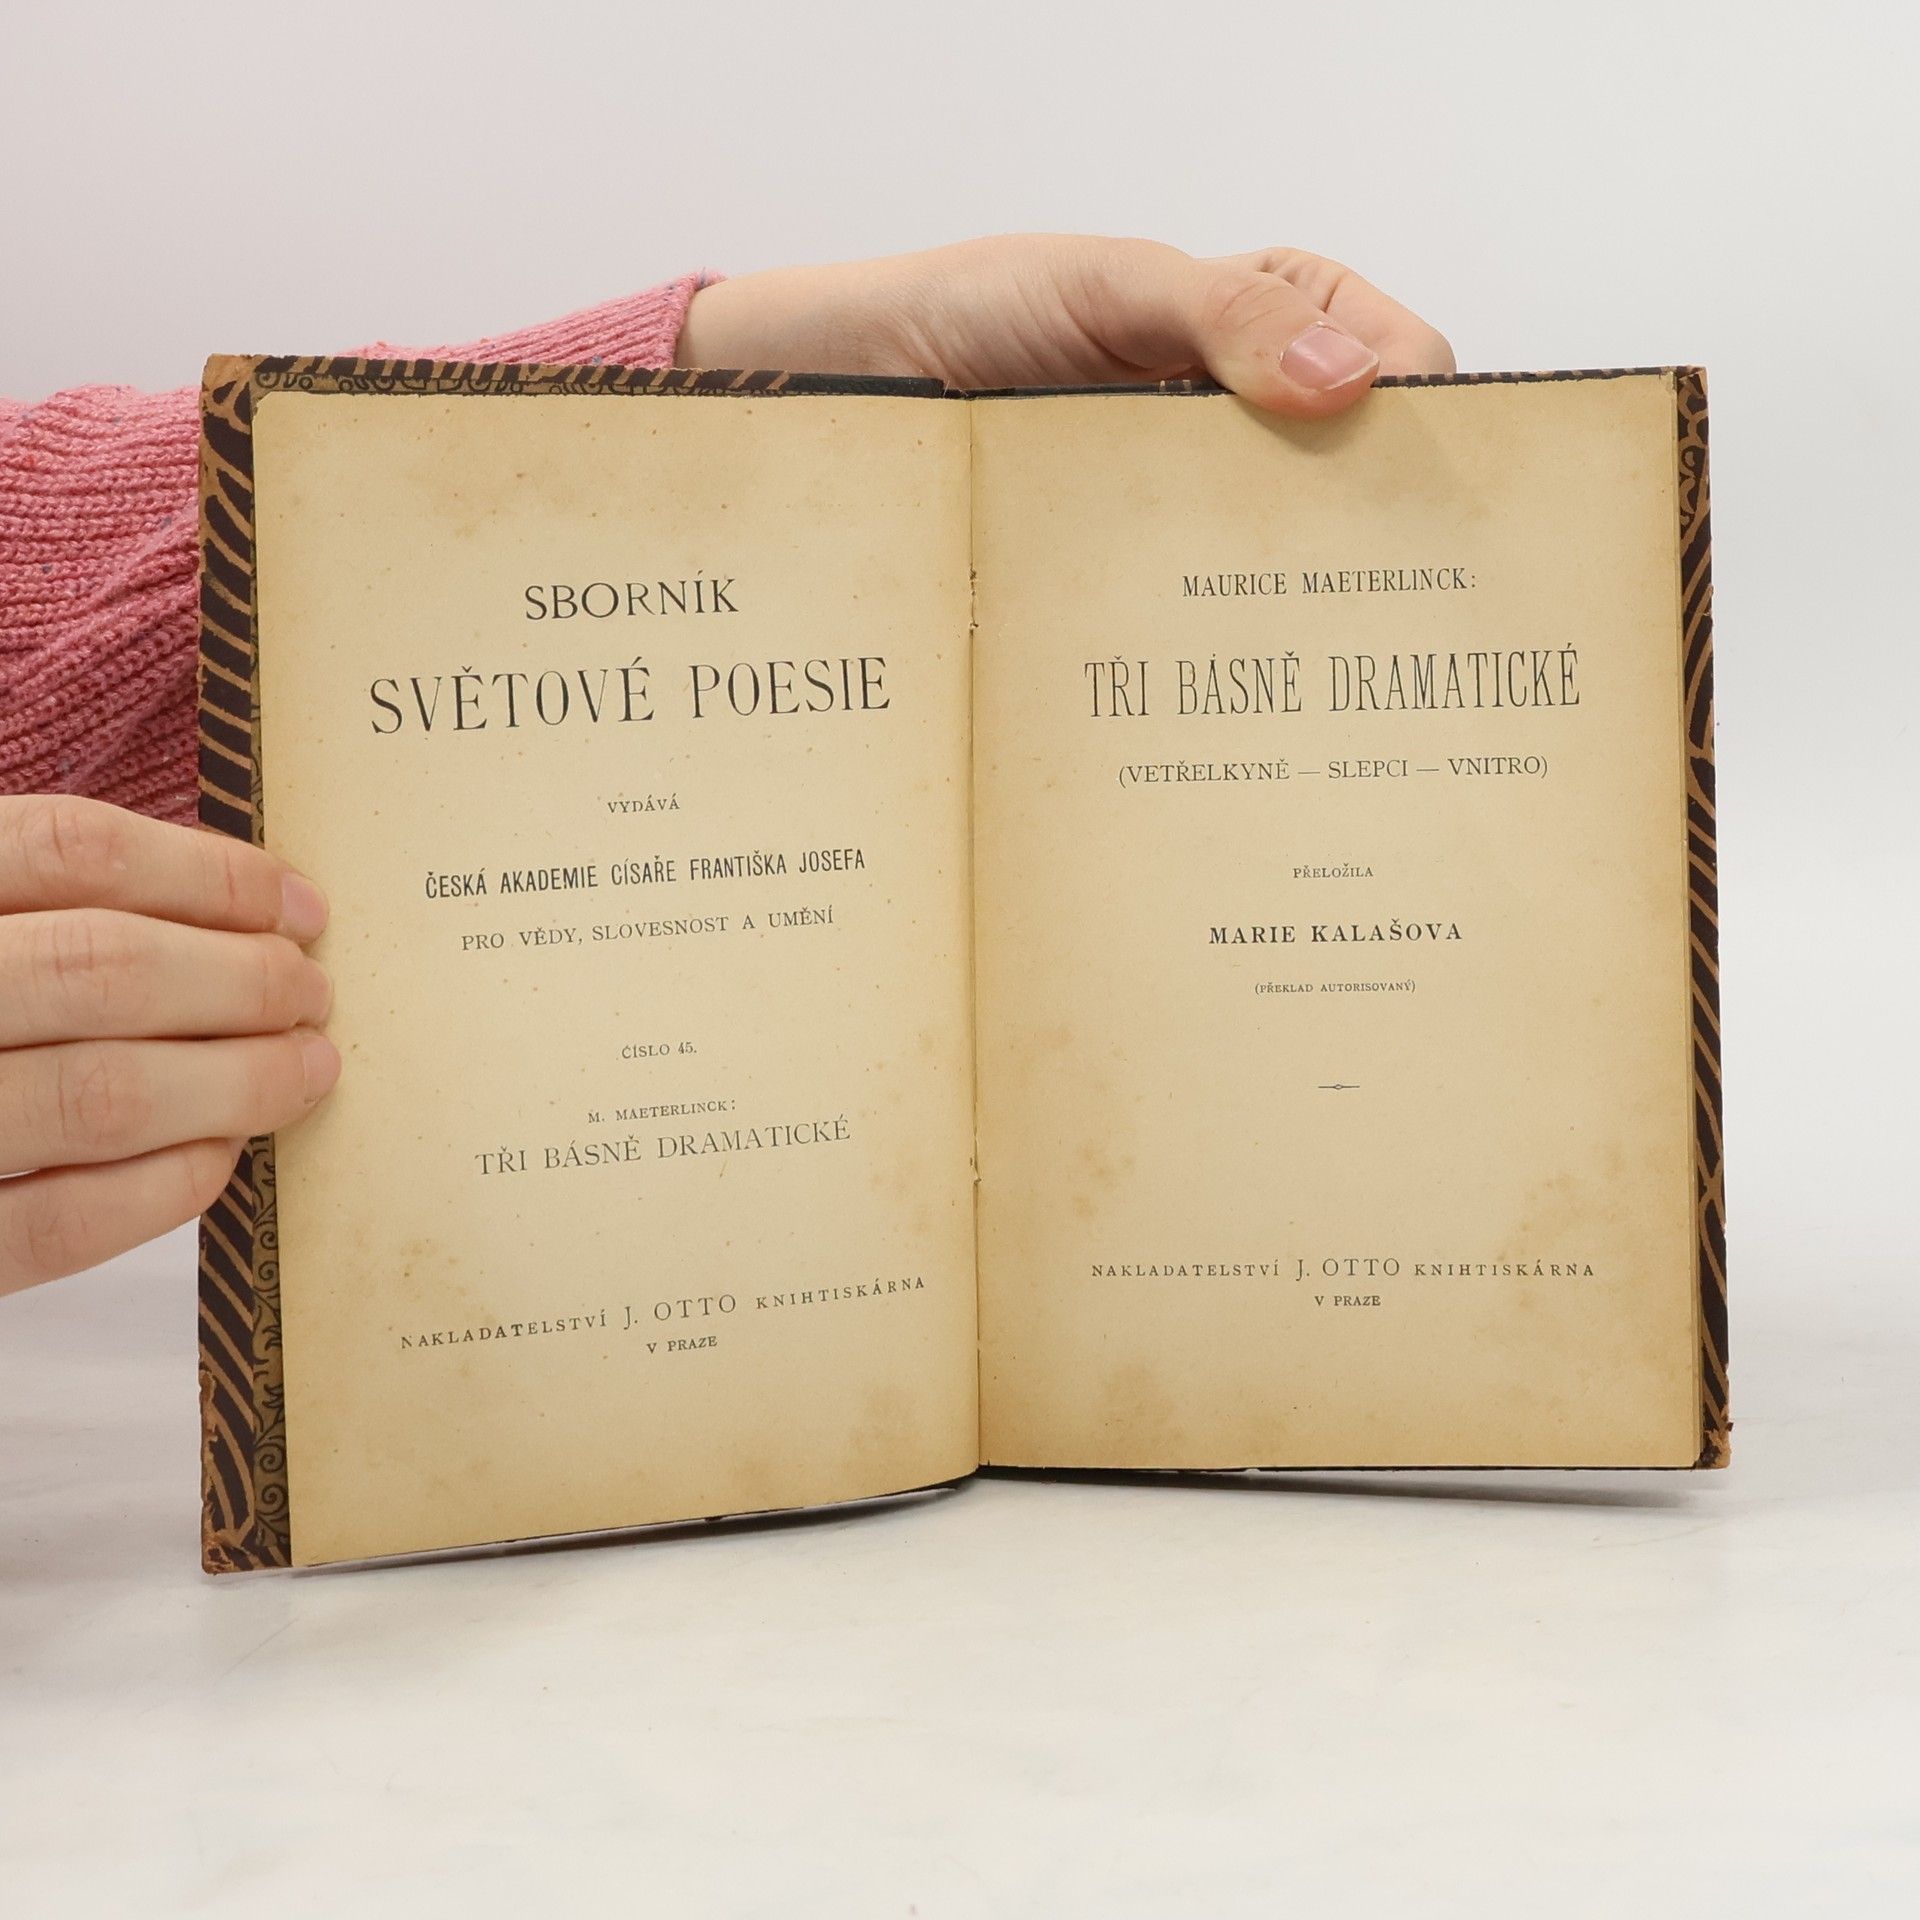 SBORNÍK
SVĚTOVÉ POESIE
VYDÁVÁ
ČESKÁ AKADEMIE CÍSAŘE FRANTIŠKA JOSEFA
PRO VĚDY, SLOVESNOST A UMĚNÍ
ČÍSLO 45.
M. MAETERLINCK:
TŘI BÁSNĚ DRAMATICKÉ
NAKLADATELSTVÍ J. OTTO KNIHTISKÁRNA
V PRAZE
MAURICE MAETERLINCK:
TŘI BÁSNĚ DRAMATICKÉ
(VETŘELKYNĚ — SLEPCI — VNITRO)
PŘELOŽILA
MARIE KALAŠOVA
(PŘEKLAD AUTORISOVANÝ)
NAKLADATELSTVÍ J. OTTO KNIHTISKÁRNA
V PRAZE